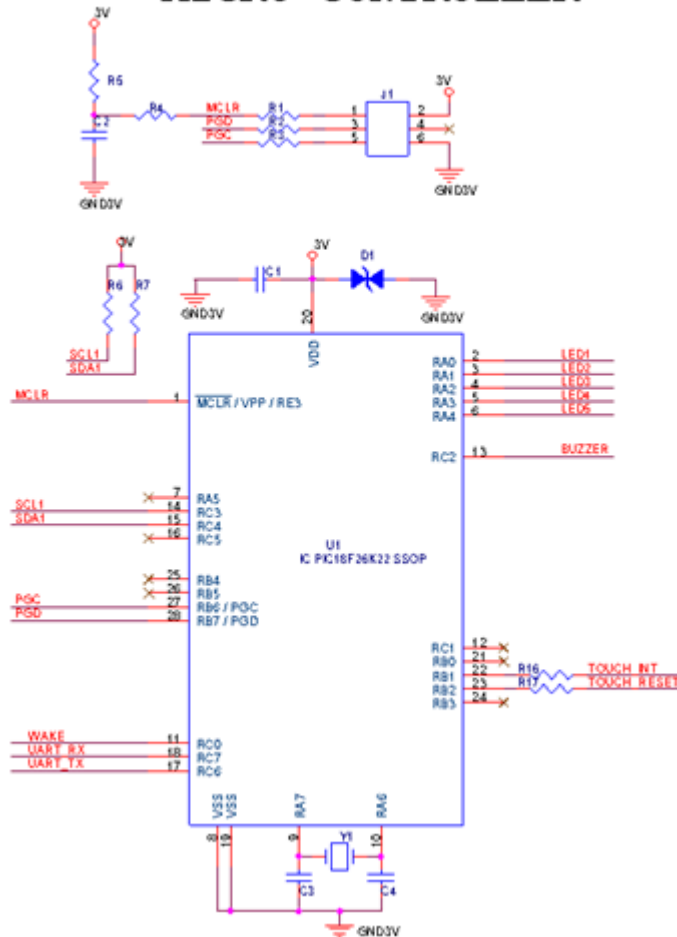 3V
R5
R4 MCLR R1 J1 3V
1 2
C2 PGD R2 3 4
PGC R3 5 6
GND3V GND3V
3V 3V
R6 R7 C1 D1
GND3V GND3V
20
VDD
SCL1
SDA1
RA0 2 LED1
RA1 3 LED2
RA2 4 LED3
RA3 5 LED4
RA4 6 LED5
MCLR 1 MCLR / VPP / RE3
RC2 13 BUZZER
7 RA5
SCL1 14 RC3
SDA1 15 RC4
16 RC5
U1
IC PIC18F26K22 SSOP
25 RB4
26 RB5
PGC 27 RB6 / PGC
PGD 28 RB7 / PGD
RC1 12
RB0 21
RB1 22 R16 TOUCH INT
RB2 23 R17 TOUCH RESET
RB3 24
WAKE 11 RC0
UART RX 18 RC7
UART_TX 17 RC6
VSS VSS RA7 RA6
8 19 9 Y1 10
C3 C4
GND3V